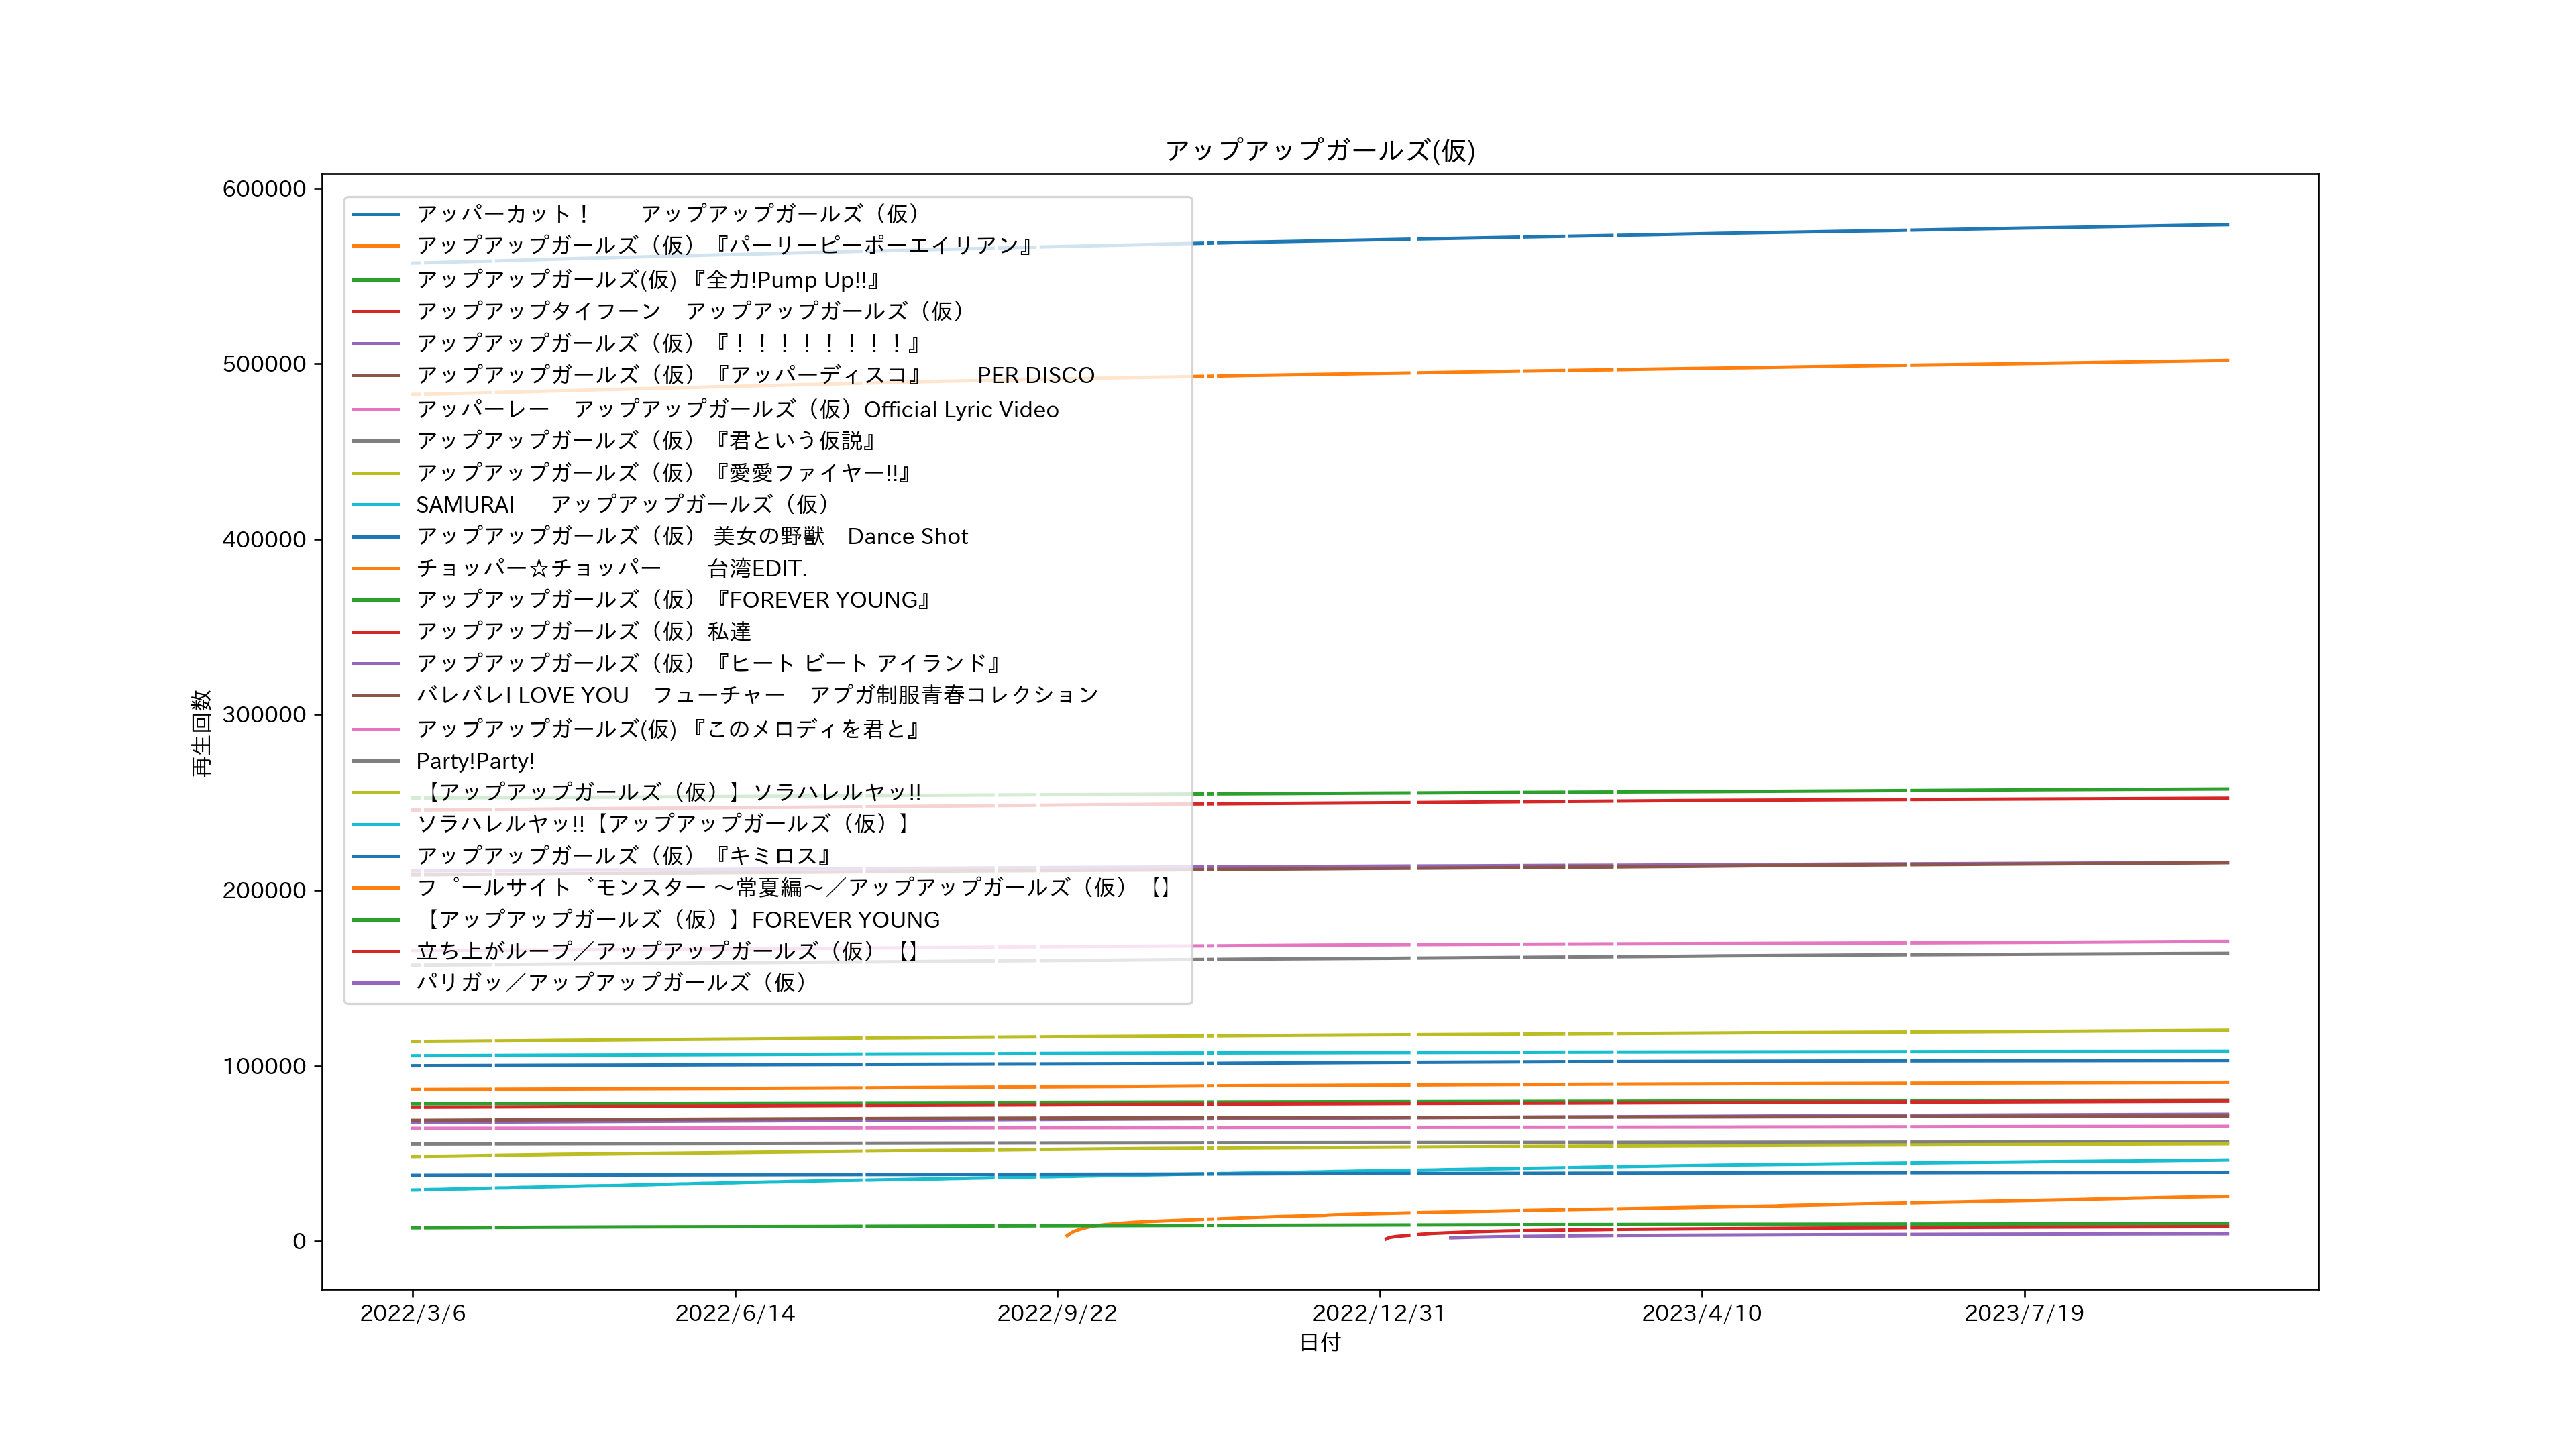 アップアップガールズ(仮)
600000
500000
400000
300000
200000
100000
0
再生回数
アッパーカット！　　アップアップガールズ（仮）
アップアップガールズ（仮）『パーリーピーポーエイリアン』
アップアップガールズ(仮) 『全力!Pump Up!!』
アップアップタイフーン　アップアップガールズ（仮）
アップアップガールズ（仮）『！！！！！！！！』
アップアップガールズ（仮）『アッパーディスコ』　　PER DISCO
アッパーレー　アップアップガールズ（仮）Official Lyric Video
アップアップガールズ（仮）『君という仮説』
アップアップガールズ（仮）『愛愛ファイヤー!!』
SAMURAI　 アップアップガールズ（仮）
アップアップガールズ（仮） 美女の野獣　Dance Shot
チョッパー☆チョッパー　　台湾EDIT.
アップアップガールズ（仮）『FOREVER YOUNG』
アップアップガールズ（仮）私達
アップアップガールズ（仮）『ヒート ビート アイランド』
バレバレI LOVE YOU　フューチャー　アプガ制服青春コレクション
アップアップガールズ(仮) 『このメロディを君と』
Party!Party!
【アップアップガールズ（仮）】ソラハレルヤッ!!
ソラハレルヤッ!!【アップアップガールズ（仮）】
アップアップガールズ（仮）『キミロス』
フ゜ールサイト゛モンスター ～常夏編～／アップアップガールズ（仮）【】
【アップアップガールズ（仮）】FOREVER YOUNG
立ち上がループ／アップアップガールズ（仮）【】
パリガッ／アップアップガールズ（仮）
2022/3/6
2022/6/14
2022/9/22
2022/12/31
2023/4/10
2023/7/19
日付